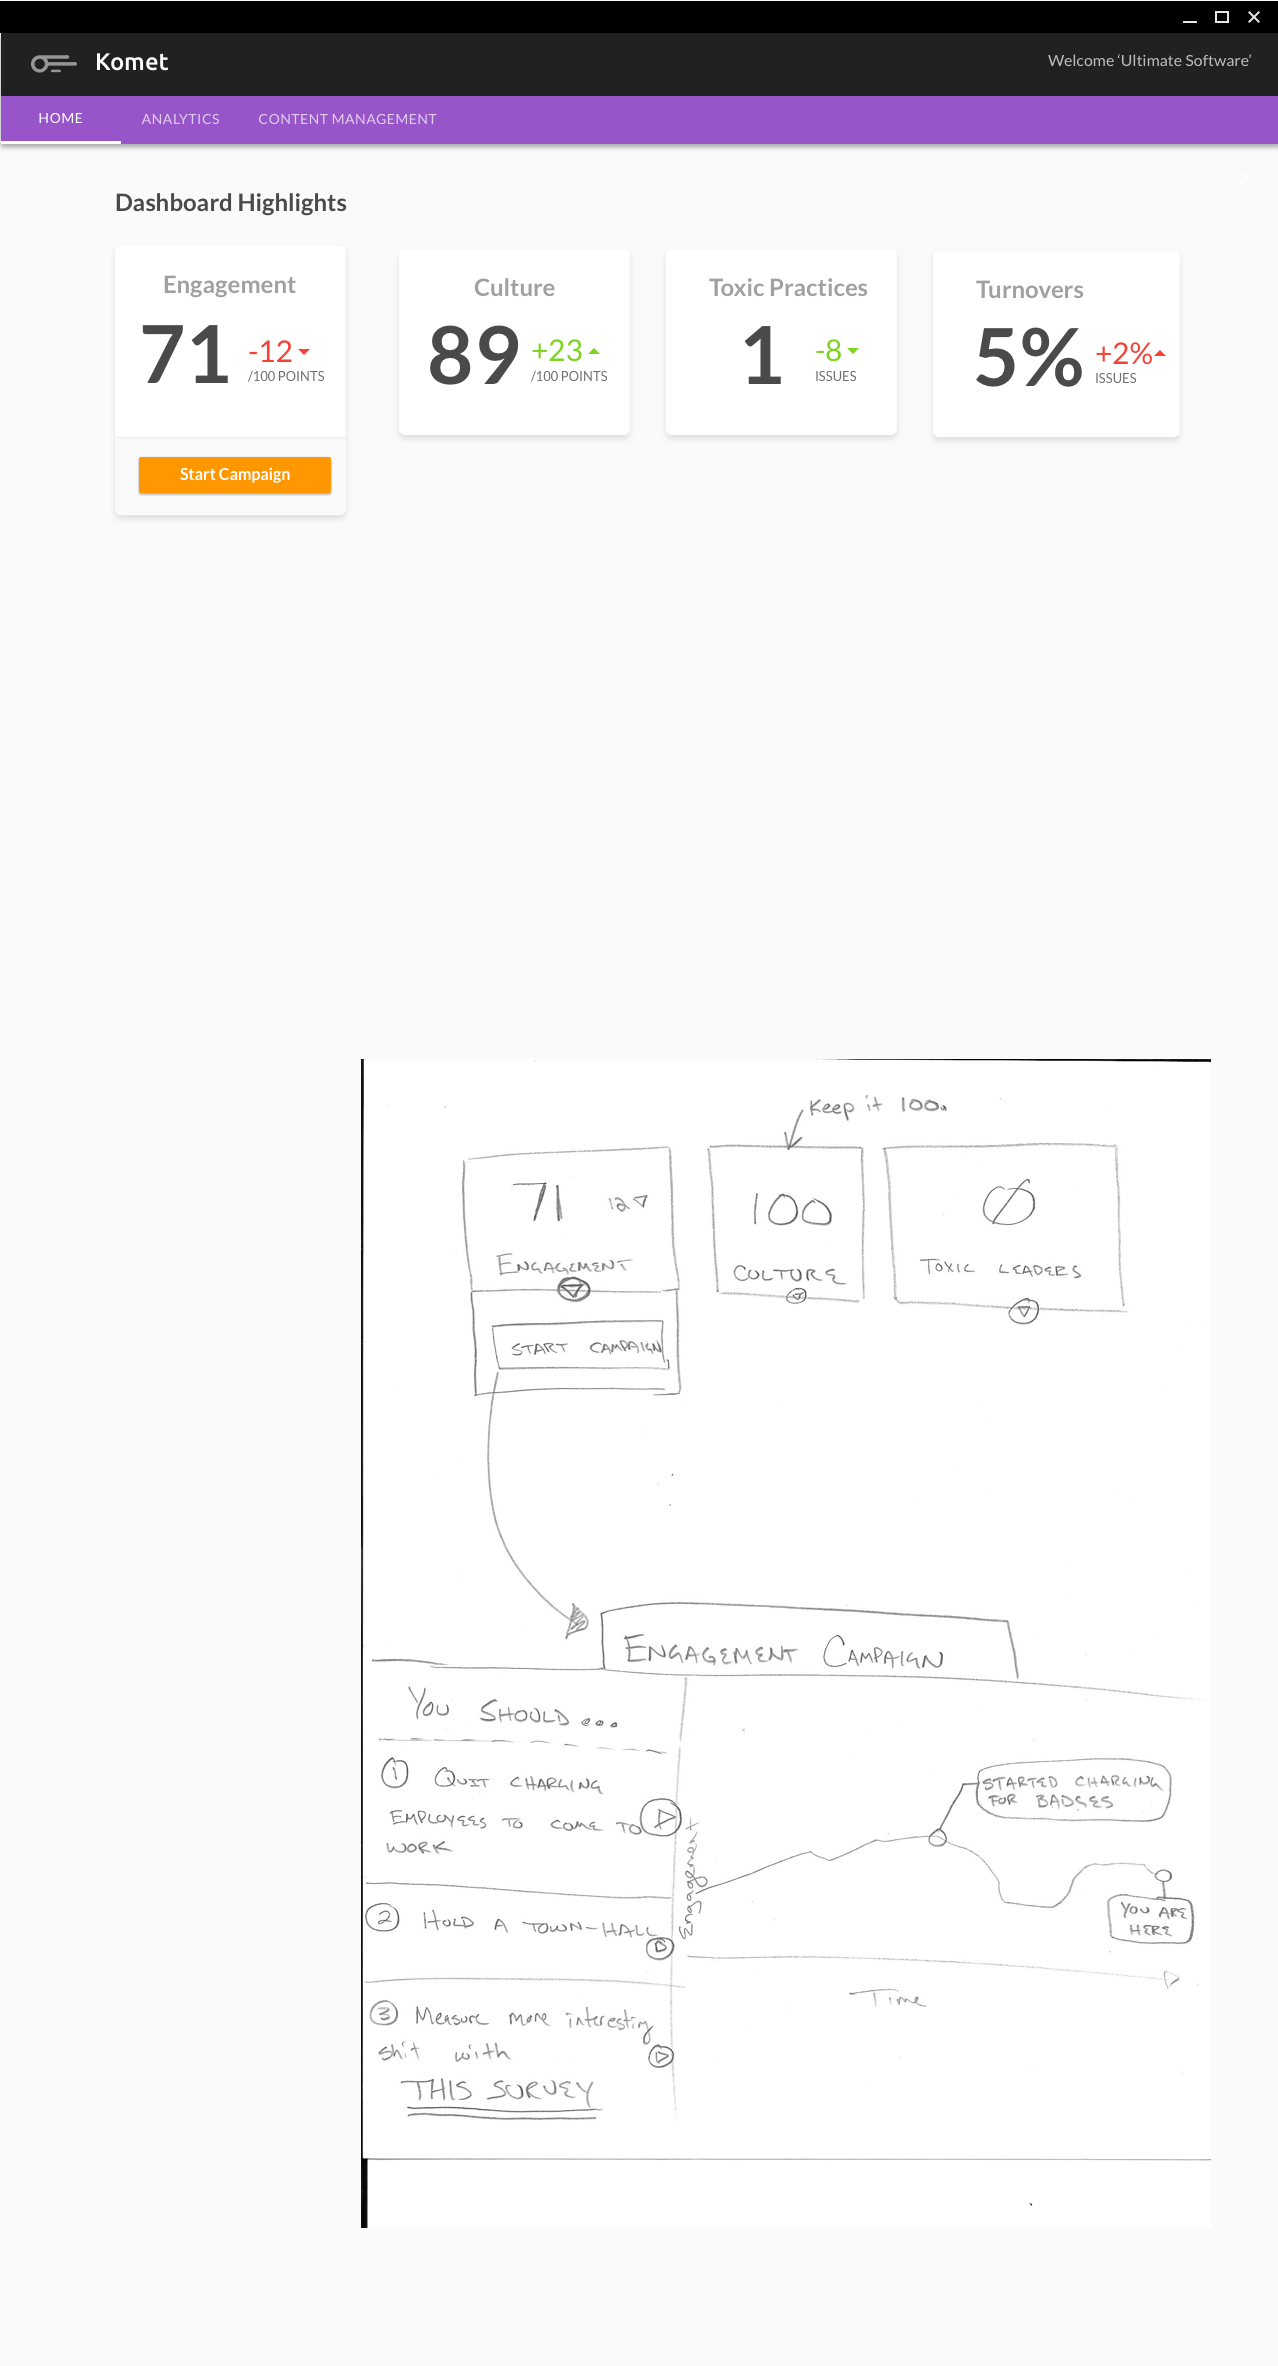 Komet
Welcome ‘Ultimate Software’
HOME
ANALYTICS
CONTENT MANAGEMENT
Dashboard Highlights
Engagement
71
-12
/100 POINTS
Start Campaign
Culture
89
+23
/100 POINTS
Toxic Practices
1
-8
ISSUES
Turnovers
5%
+2%
ISSUES
Keep it 100.
71
12
ENGAGEMENT
START CAMPAIGN
100
CULTURE
0
TOXIC LEADERS
ENGAGEMENT CAMPAIGN
YOU SHOULD...
1 QUIT CHARGING
EMPLOYEES TO COME TO
WORK
2 HOLD A TOWN-HALL
3 Measure more interesting
shit with
THIS SURVEY
Engagement
STARTED CHARGING
FOR BADGES
YOU ARE
HERE
Time